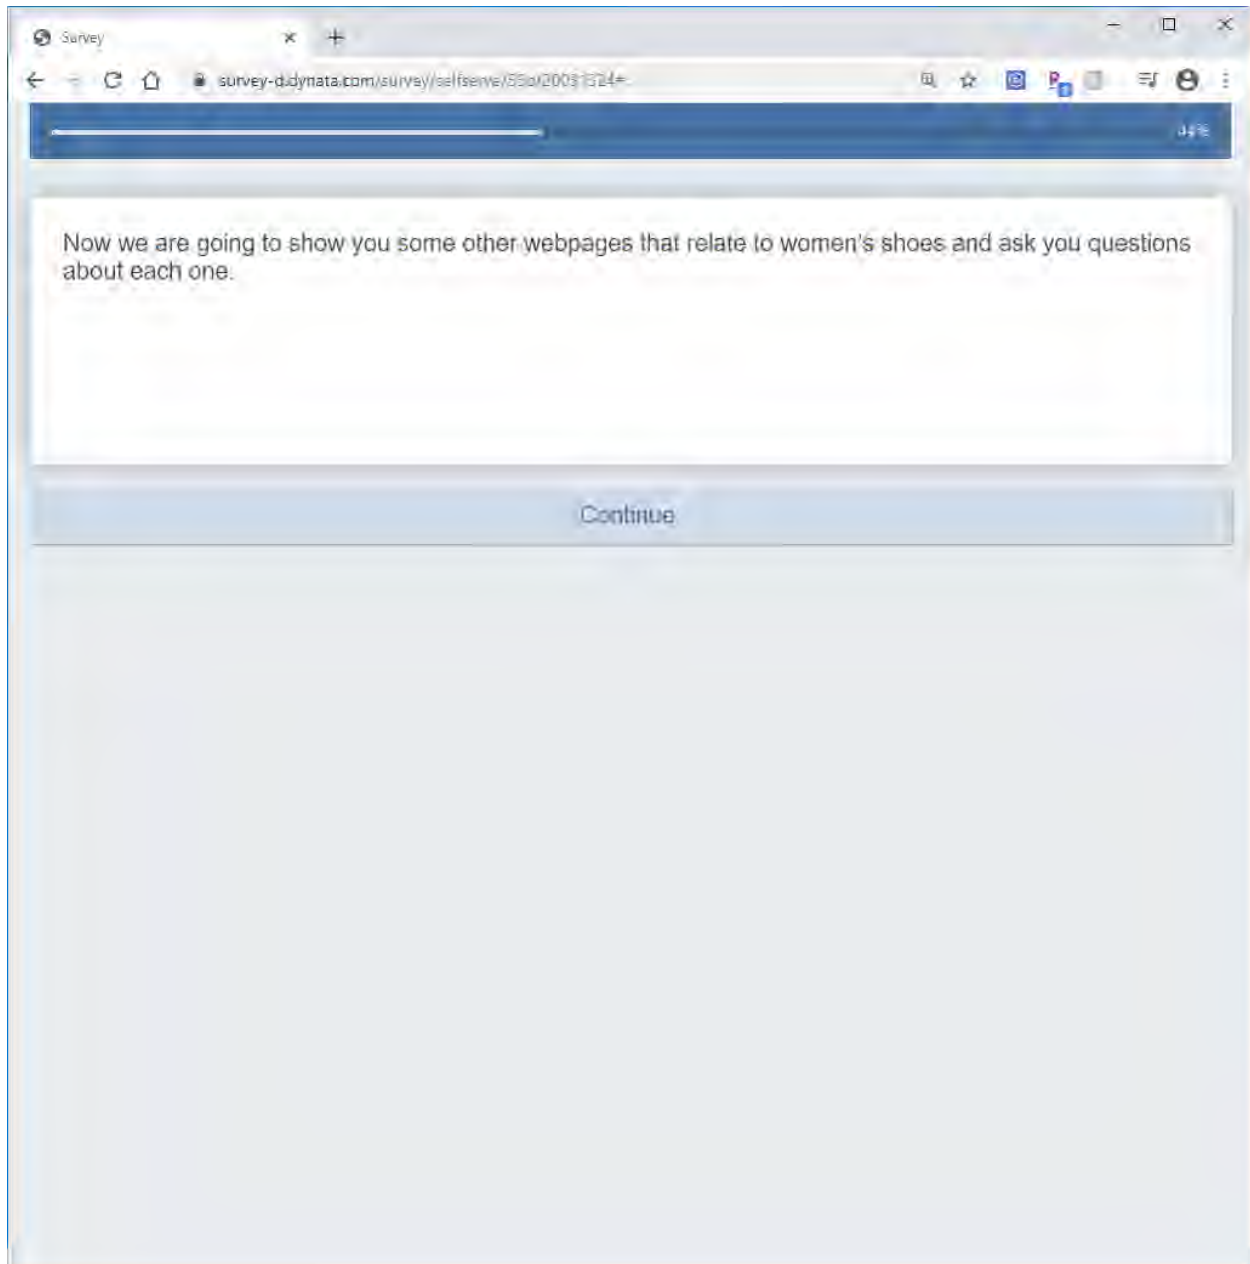 Survey
survey-d.dynata.com/survey/selfserve/
44%
Now we are going to show you some other webpages that relate to women's shoes and ask you questions
about each one.
Continue